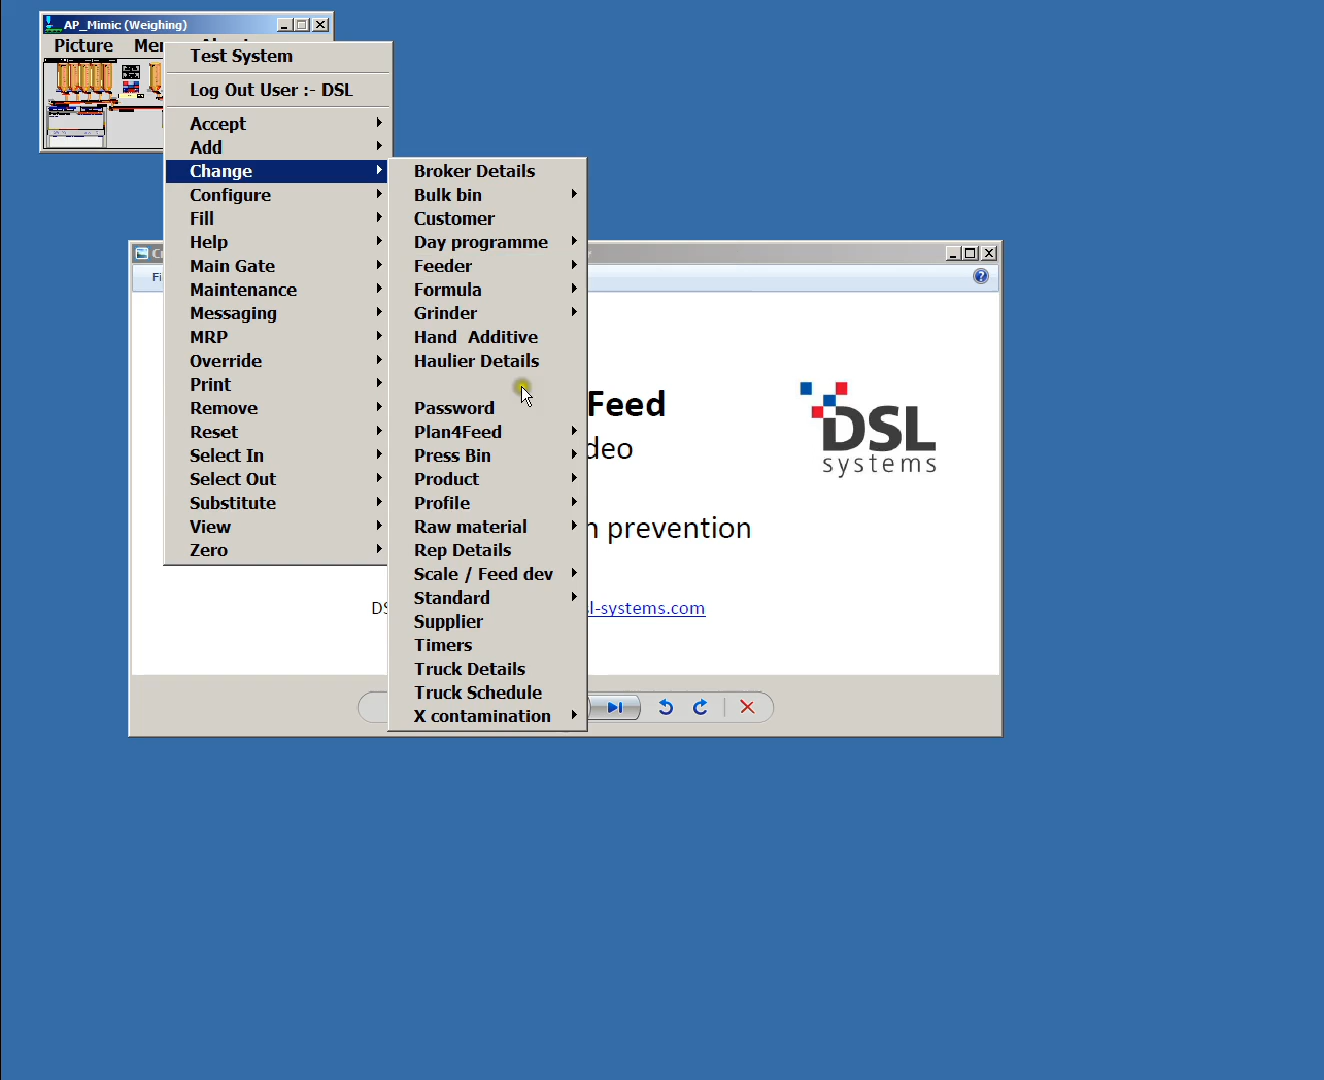 AP_Mimic (Weighing)
Picture
Test System
Log Out User :- DSL
Accept
Add
Change
Configure
Fill
Help
Main Gate
Maintenance
Messaging
MRP
Override
Print
Remove
Reset
Select In
Select Out
Substitute
View
Zero
Broker Details
Bulk bin
Customer
Day programme
Feeder
Formula
Grinder
Hand Additive
Haulier Details
Password
Plan4Feed
Press Bin
Product
Profile
Raw material
Rep Details
Scale / Feed dev
Standard
Supplier
Timers
Truck Details
Truck Schedule
X contamination
Feed
deo
prevention
l-systems.com
DSL
systems